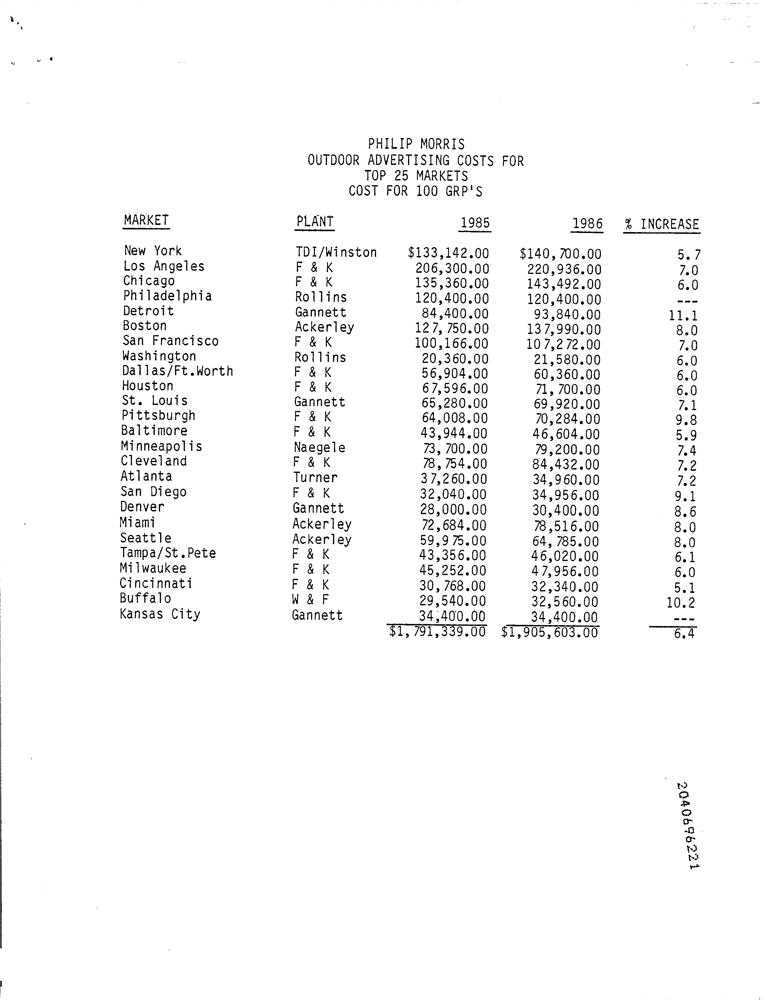 PHILIP MORRIS
OUTDOOR ADVERTISING COSTS FOR
TOP 25 MARKETS
COST FOR 100 GRP'S
MARKET PLANT 1985 1986 % INCREASE
New York TDI/Winston $133,142.00 $140,700.00 5.7
Los Angeles F & K 206,300.00 220,936.00 7.0
Chicago F & K 135,360.00 143,492.00 6.0
Philadelphia Rollins 120,400.00 120,400.00 ---
Detroit Gannett 84,400.00 93,840.00 11.1
Boston Ackerley 127,750.00 137,990.00 8.0
San Francisco F & K 100,166.00 107,272.00 7.0
Washington Rollins 20,360.00 21,580.00 6.0
Dallas/Ft.Worth F & K 56,904.00 60,360.00 6.0
Houston F & K 67,596.00 71,700.00 6.0
St. Louis Gannett 65,280.00 69,920.00 7.1
Pittsburgh F & K 64,008.00 70,284.00 9.8
Baltimore F & K 43,944.00 46,604.00 5.9
Minneapolis Naegele 73,700.00 79,200.00 7.4
Cleveland F & K 78,754.00 84,432.00 7.2
Atlanta Turner 37,260.00 34,960.00 7.2
San Diego F & K 32,040.00 34,956.00 9.1
Denver Gannett 28,000.00 30,400.00 8.6
Miami Ackerley 72,684.00 78,516.00 8.0
Seattle Ackerley 59,975.00 64,785.00 8.0
Tampa/St.Pete F & K 43,356.00 46,020.00 6.1
Milwaukee F & K 45,252.00 47,956.00 6.0
Cincinnati F & K 30,768.00 32,340.00 5.1
Buffalo W & F 29,540.00 32,560.00 10.2
Kansas City Gannett 34,400.00 34,400.00 ---
$1,791,339.00 $1,905,603.00 6.4
2040696221